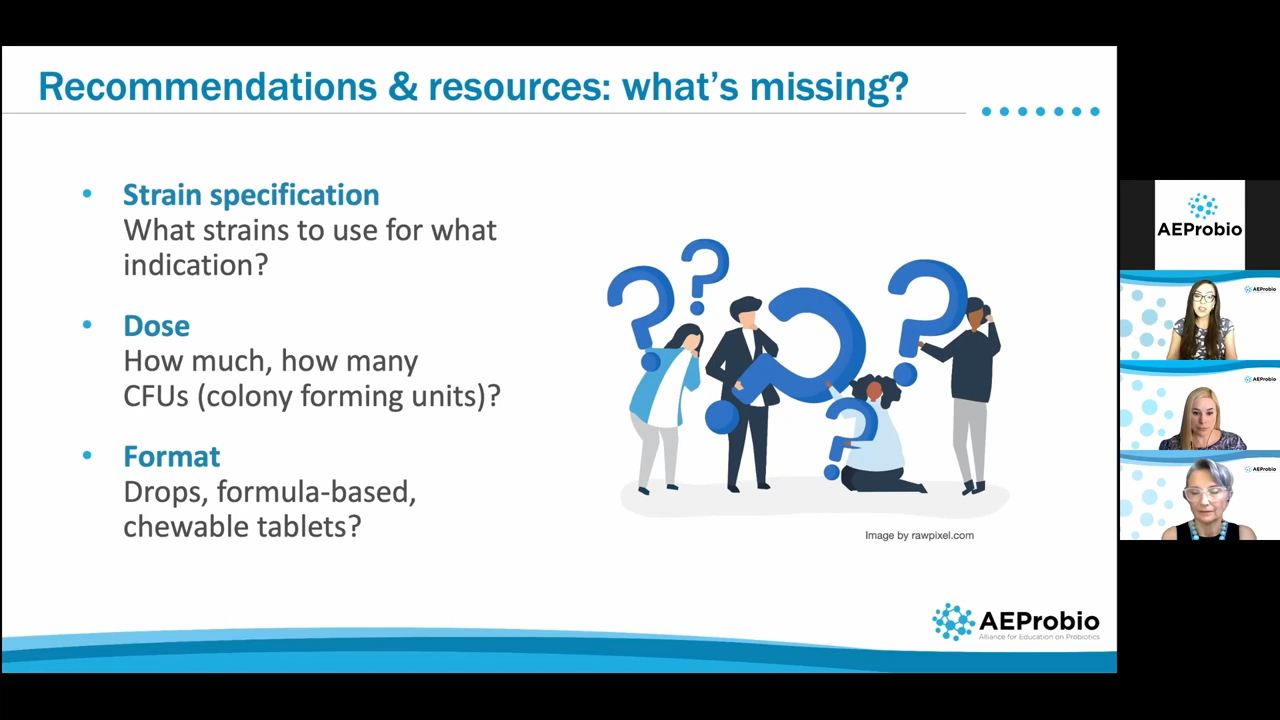 Recommendations & resources: what's missing?
• Strain specification
What strains to use for what
indication?
• Dose
How much, how many
CFUs (colony forming units)?
• Format
Drops, formula-based,
chewable tablets?
Image by rawpixel.com
AEProbio
Alliance for Education on Probiotics
AEProbio
AEProbio
AEProbio
AEProbio